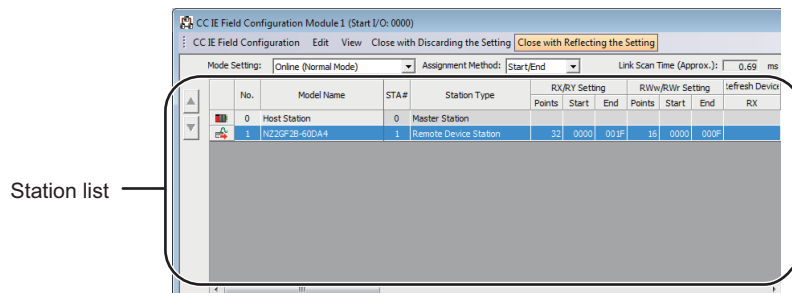 CC IE Field Configuration Module 1 (Start I/O: 0000)
CC IE Field Configuration Edit View Close with Discarding the Setting Close with Reflecting the Setting
Mode Setting: Online (Normal Mode) Assignment Method: Start/End Link Scan Time (Approx.): 0.69 ms
No. Model Name STA# Station Type RX/RY Setting RWw/RWr Setting Refresh Device
Points Start End Points Start End RX
0 Host Station 0 Master Station
1 NZ2GF2B-60DA4 1 Remote Device Station 32 0000 001F 16 0000 000F
Station list